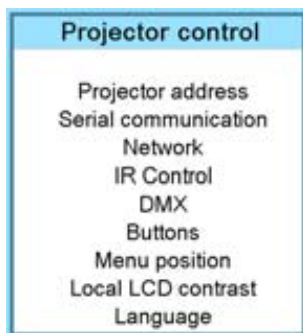 Projector control
Projector address
Serial communication
Network
IR Control
DMX
Buttons
Menu position
Local LCD contrast
Language